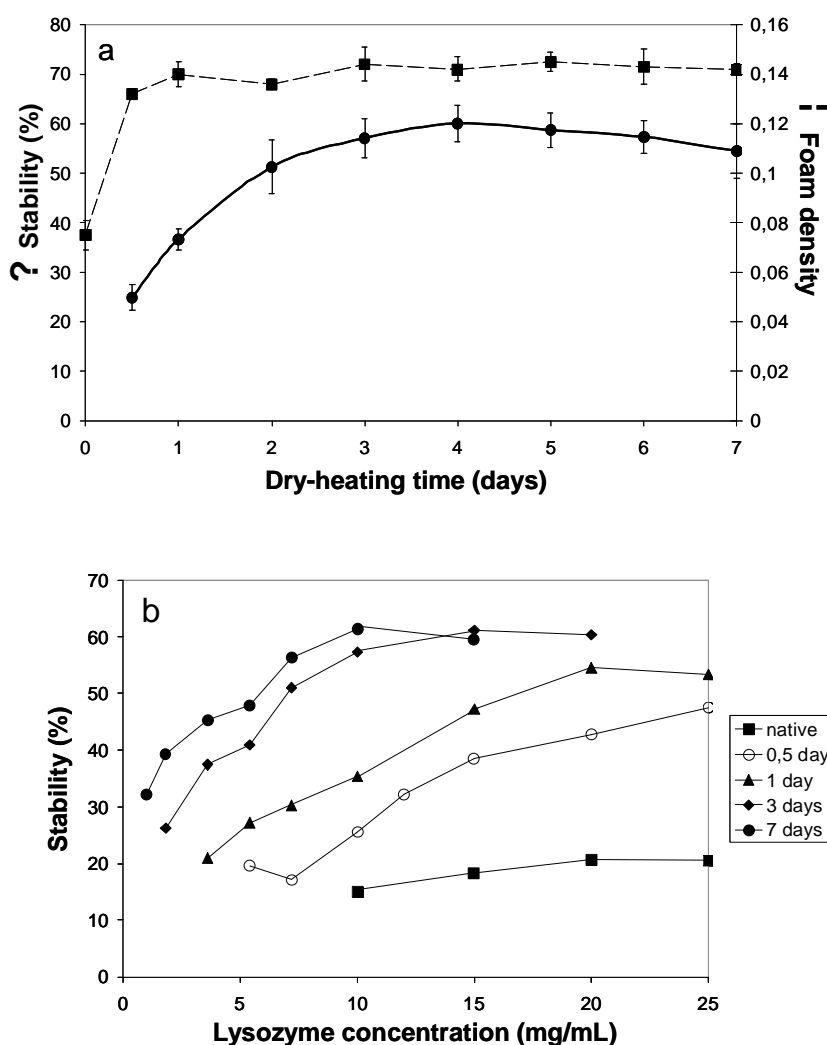 a
? Stability (%)
80
70
60
50
40
30
20
10
0
0,16
0,14
0,12
0,1
0,08
0,06
0,04
0,02
0
¦ Foam density
0 1 2 3 4 5 6 7
Dry-heating time (days)
b
Stability (%)
70
60
50
40
30
20
10
0
0 5 10 15 20 25
Lysozyme concentration (mg/mL)
native
0,5 day
1 day
3 days
7 days